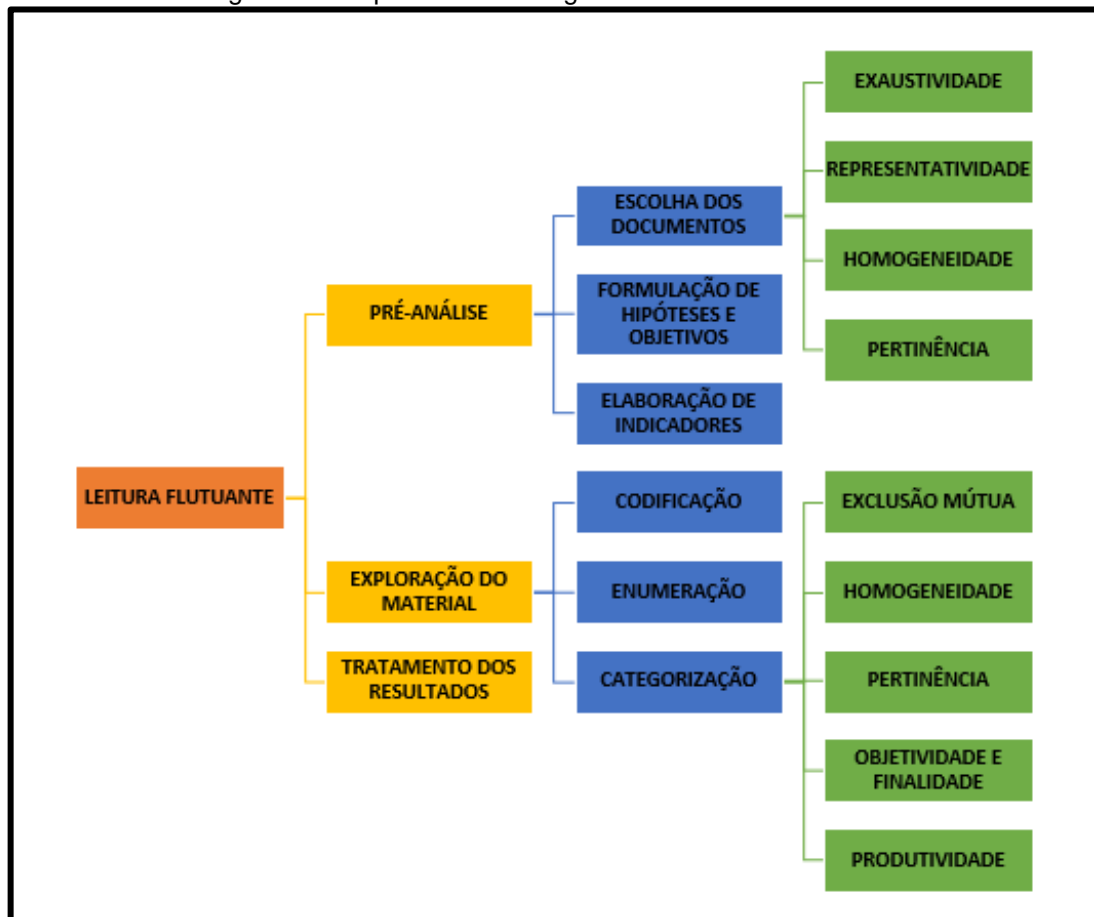 LEITURA FLUTUANTE
PRÉ-ANÁLISE
ESCOLHA DOS
DOCUMENTOS
EXAUSTIVIDADE
REPRESENTATIVIDADE
HOMOGENEIDADE
PERTINÊNCIA
FORMULAÇÃO DE
HIPÓTESES E
OBJETIVOS
ELABORAÇÃO DE
INDICADORES
EXPLORAÇÃO DO
MATERIAL
CODIFICAÇÃO
ENUMERAÇÃO
CATEGORIZAÇÃO
EXCLUSÃO MÚTUA
HOMOGENEIDADE
PERTINÊNCIA
OBJETIVIDADE E
FINALIDADE
PRODUTIVIDADE
TRATAMENTO DOS
RESULTADOS